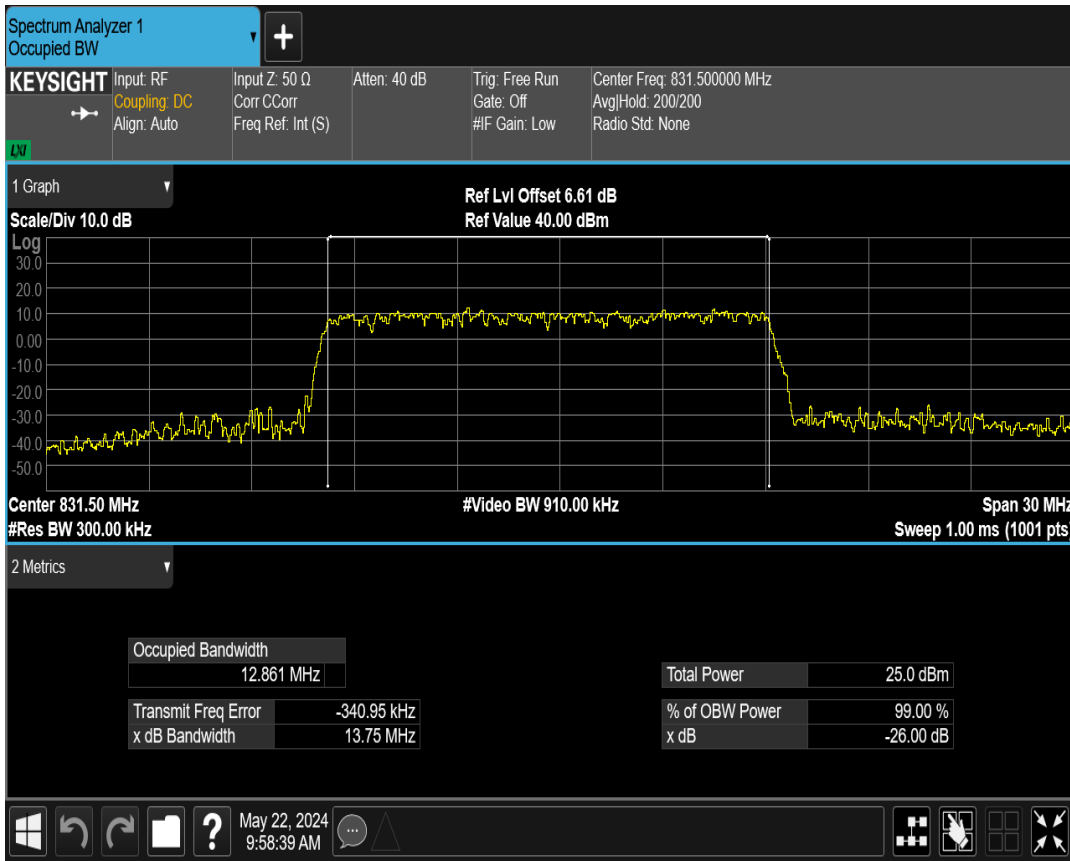 Spectrum Analyzer 1
Occupied BW
KEYSIGHT
LXI
Input: RF
Coupling: DC
Align: Auto
Input Z: 50 Ω
Corr CCorr
Freq Ref: Int (S)
Atten: 40 dB
Trig: Free Run
Gate: Off
#IF Gain: Low
Center Freq: 831.500000 MHz
Avg|Hold: 200/200
Radio Std: None
1 Graph
Scale/Div 10.0 dB
Ref Lvl Offset 6.61 dB
Ref Value 40.00 dBm
Log
30.0
20.0
10.0
0.00
-10.0
-20.0
-30.0
-40.0
-50.0
Center 831.50 MHz
#Video BW 910.00 kHz
Span 30 MHz
#Res BW 300.00 kHz
Sweep 1.00 ms (1001 pts)
2 Metrics
Occupied Bandwidth
12.861 MHz
Transmit Freq Error -340.95 kHz
x dB Bandwidth 13.75 MHz
Total Power 25.0 dBm
% of OBW Power 99.00 %
x dB -26.00 dB
May 22, 2024
9:58:39 AM